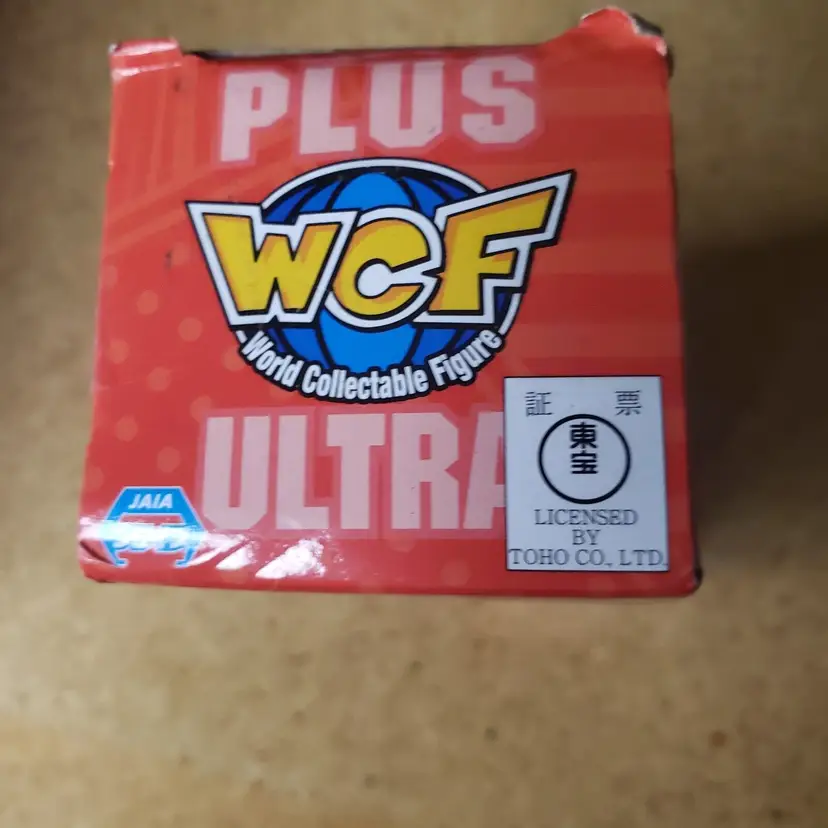 PLUS
WCF
World Collectable Figure
ULTRA
証 票
東宝
LICENSED
BY
TOHO CO., LTD.
JAIA